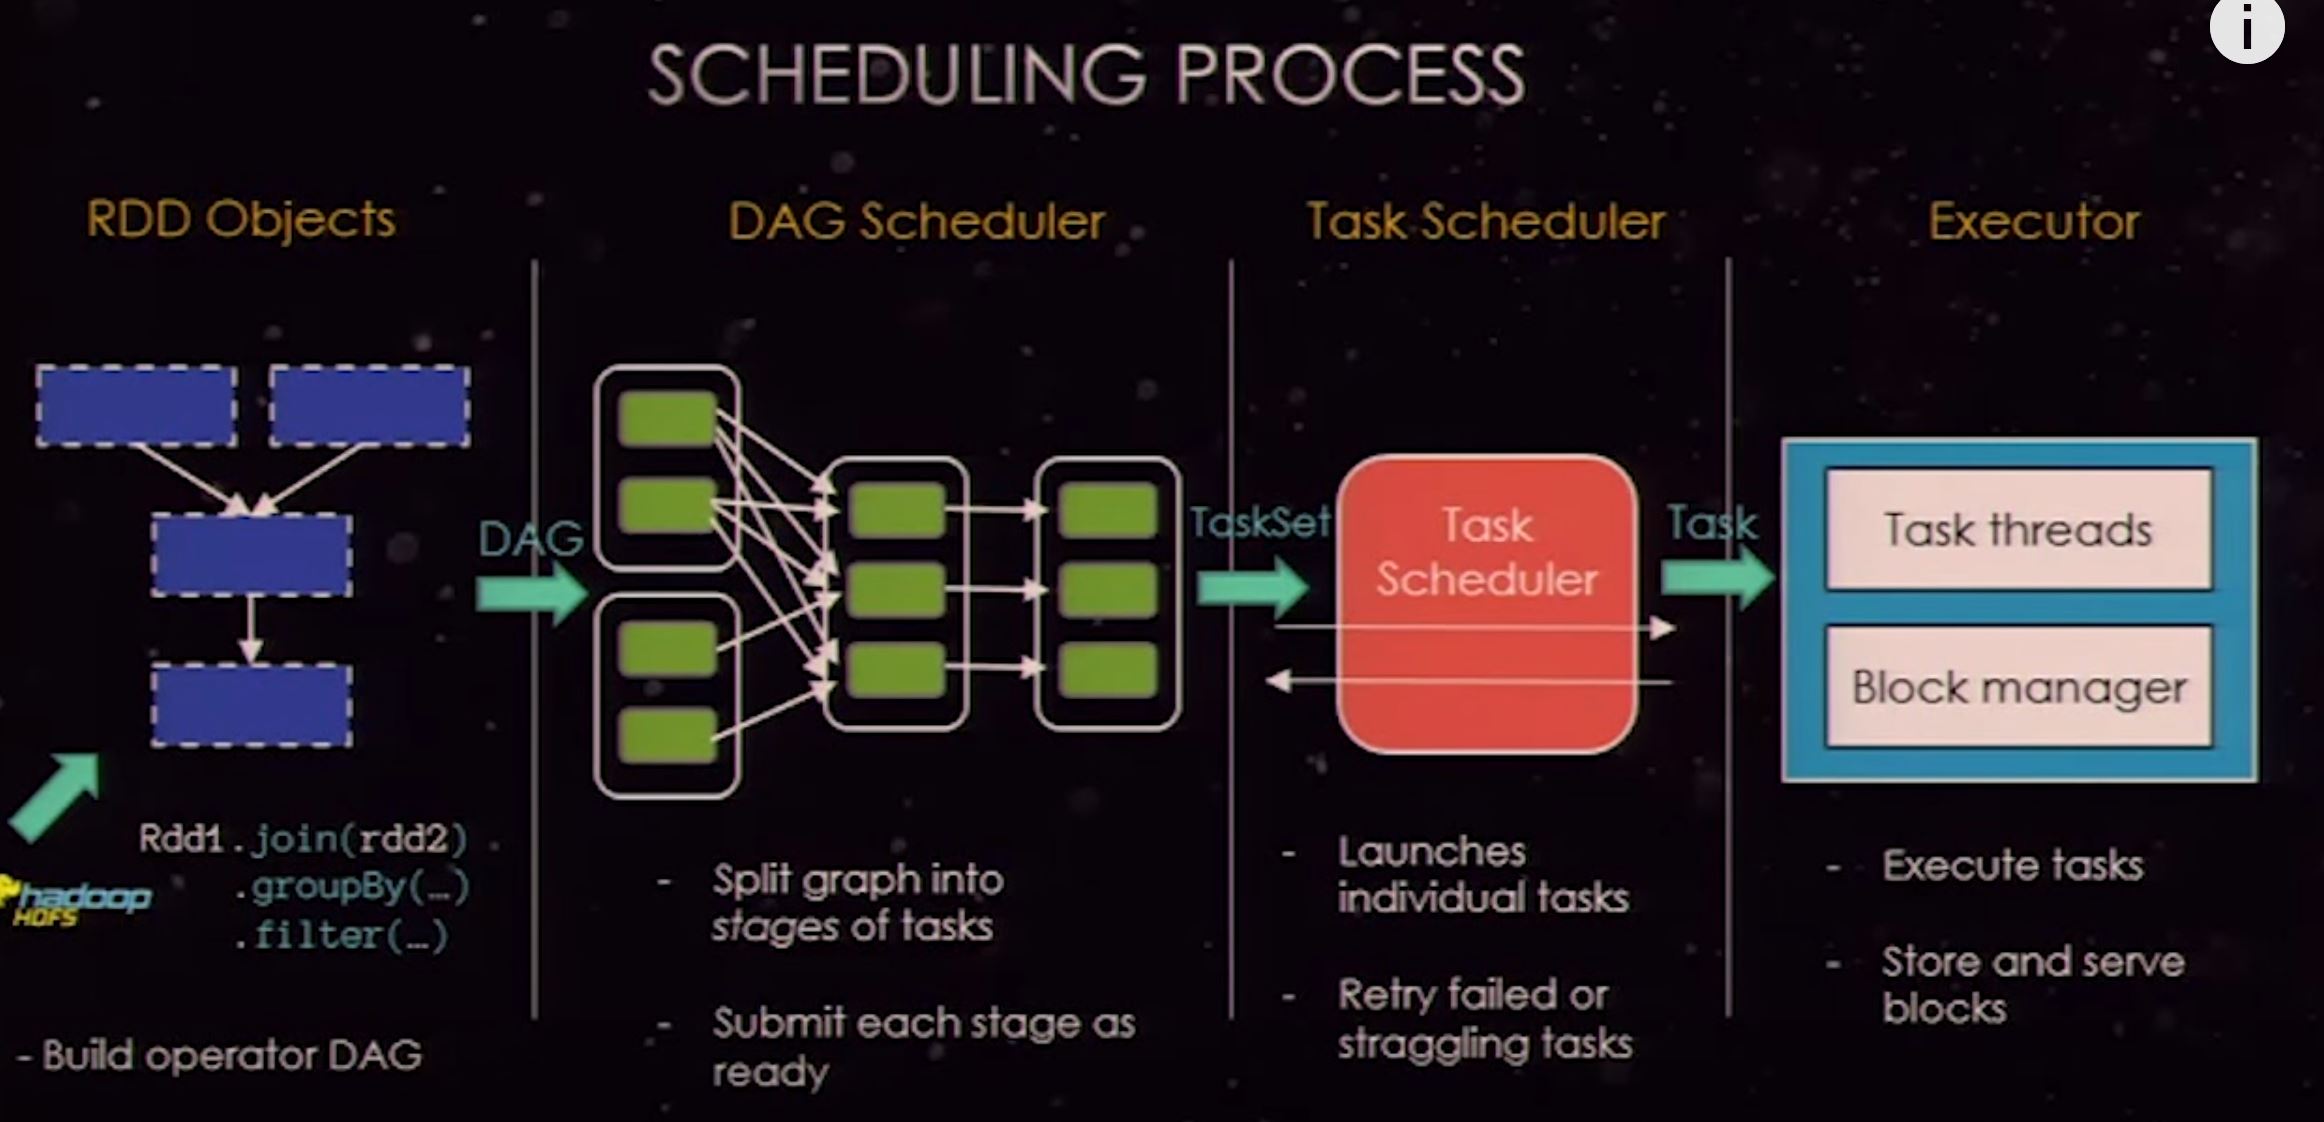 i
SCHEDULING PROCESS
RDD Objects
DAG
Rdd1.join(rdd2)
.groupBy(…)
.filter(…)
hadoop
HDFS
- Build operator DAG
DAG Scheduler
- Split graph into
stages of tasks
- Submit each stage as
ready
TaskSet
Task Scheduler
Task
Scheduler
- Launches
individual tasks
- Retry failed or
straggling tasks
Task
Executor
Task threads
Block manager
- Execute tasks
- Store and serve
blocks